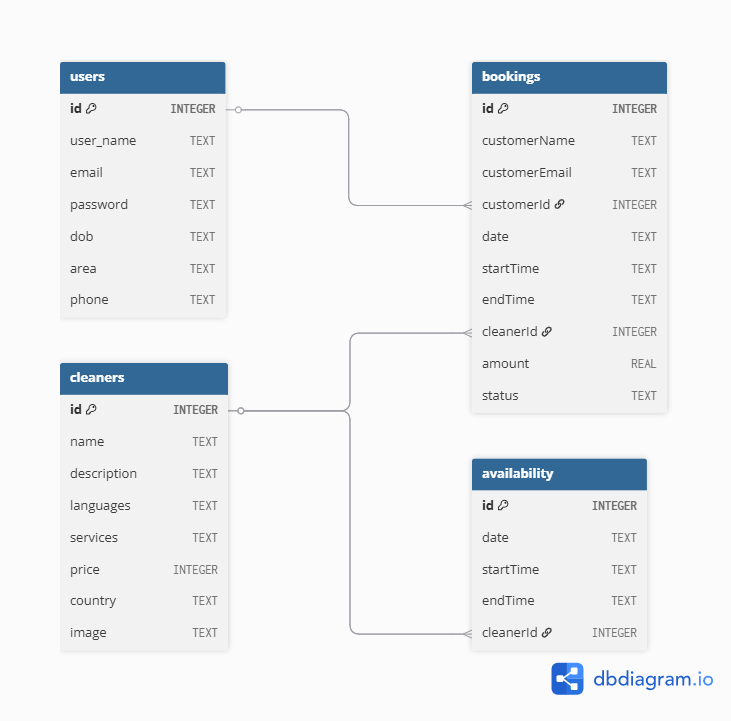 users
id INTEGER
user_name TEXT
email TEXT
password TEXT
dob TEXT
area TEXT
phone TEXT
bookings
id INTEGER
customerName TEXT
customerEmail TEXT
customerId INTEGER
date TEXT
startTime TEXT
endTime TEXT
cleanerId INTEGER
amount REAL
status TEXT
cleaners
id INTEGER
name TEXT
description TEXT
languages TEXT
services TEXT
price INTEGER
country TEXT
image TEXT
availability
id INTEGER
date TEXT
startTime TEXT
endTime TEXT
cleanerId INTEGER
dbdiagram.io